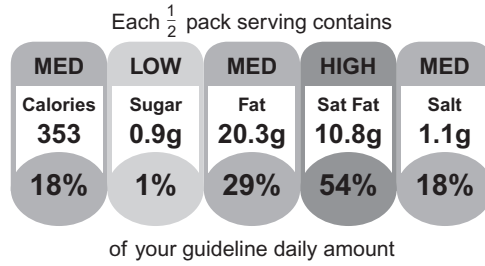 Each 1/2 pack serving contains
MED LOW MED HIGH MED
Calories Sugar Fat Sat Fat Salt
353 0.9g 20.3g 10.8g 1.1g
18% 1% 29% 54% 18%
of your guideline daily amount